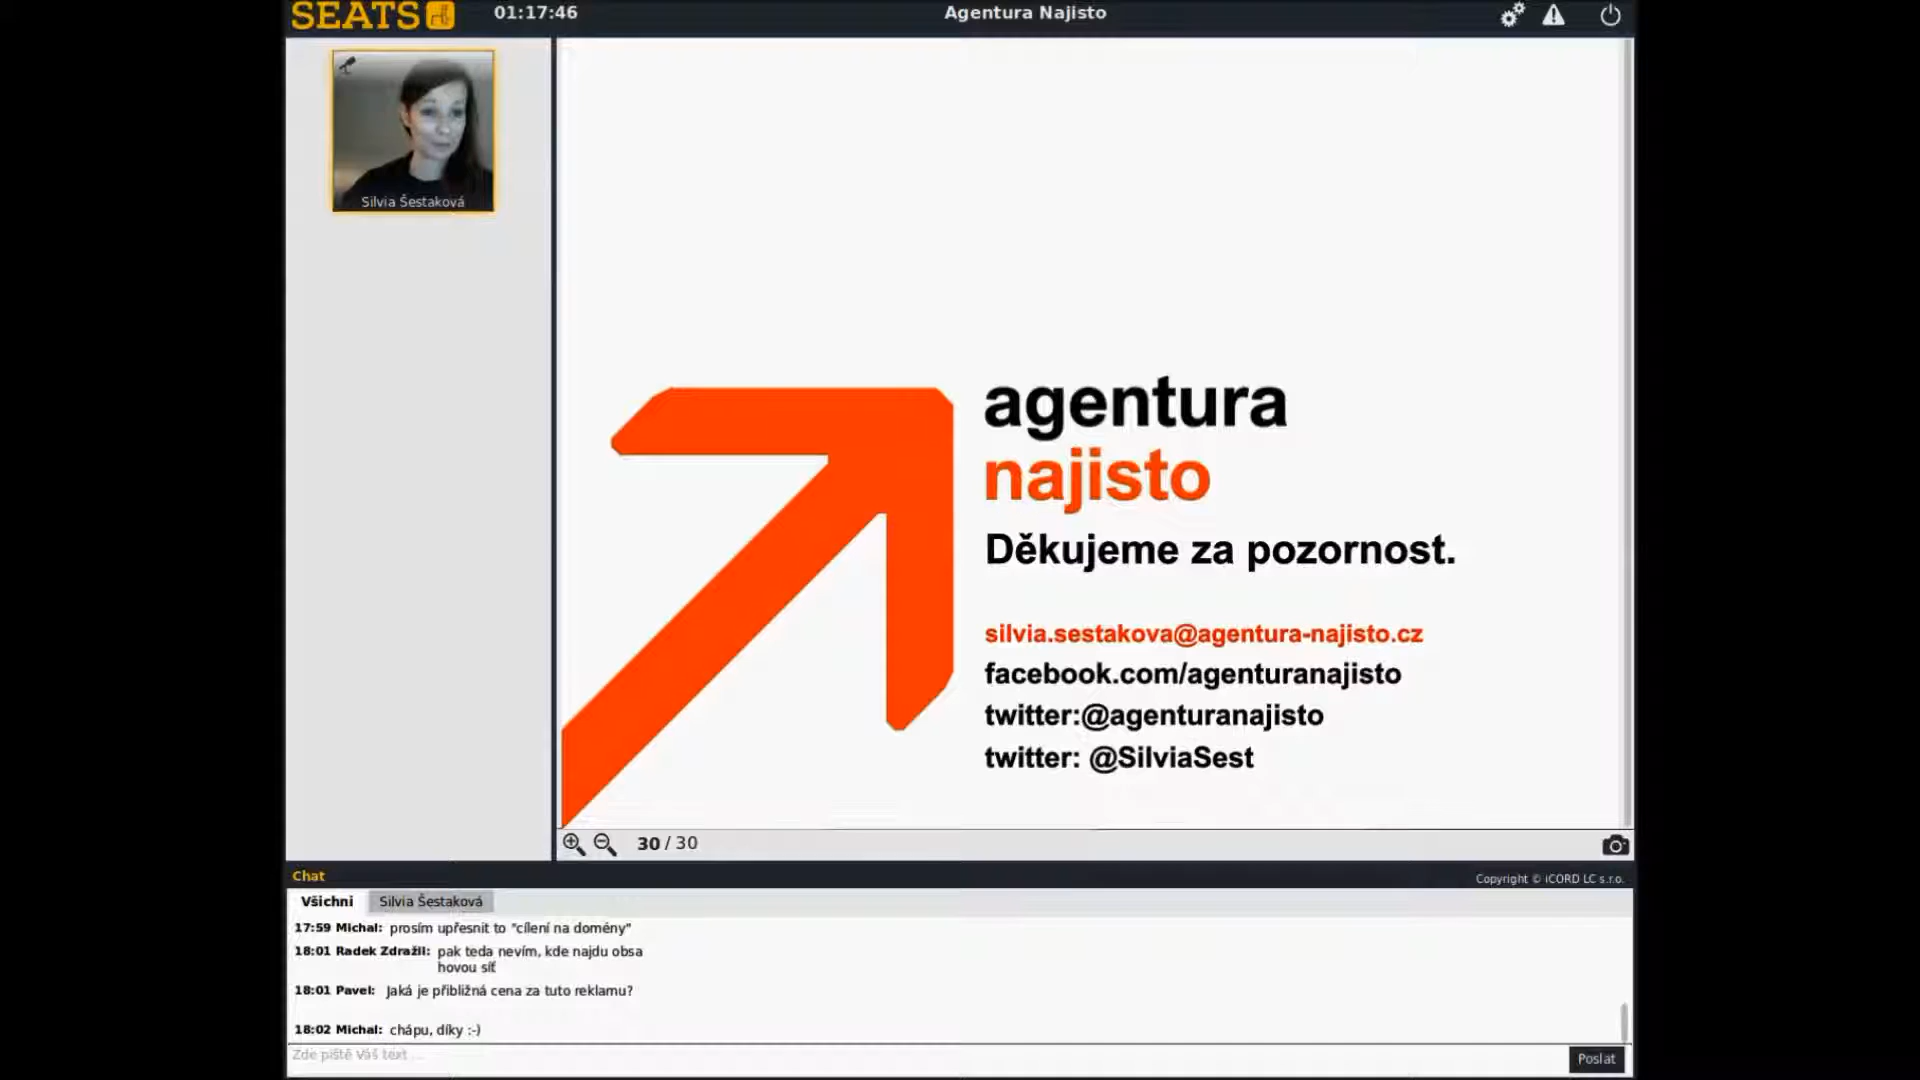 SEATS
01:17:46
Agentura Najisto
Silvia Šestaková
agentura
najisto
Děkujeme za pozornost.
silvia.sestakova@agentura-najisto.cz
facebook.com/agenturanajisto
twitter:@agenturanajisto
twitter: @SilviaSest
30 / 30
Chat
Copyright © iCORD LC s.r.o.
Všichni
Silvia Šestaková
17:59 Michal: prosím upřesnit to "cílení na domény"
18:01 Radek Zdražil: pak teda nevím, kde najdu obsa
hovou síť
18:01 Pavel: Jaká je přibližná cena za tuto reklamu?
18:02 Michal: chápu, díky :-)
Zde piště Váš text ...
Poslat